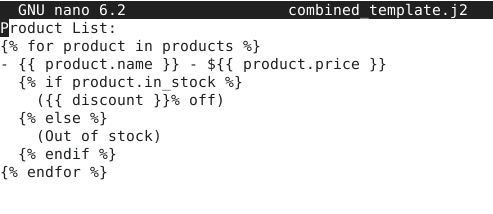 GNU nano 6.2 combined_template.j2
Product List:
{% for product in products %}
- {{ product.name }} - ${{ product.price }}
  {% if product.in_stock %}
    ({{ discount }}% off)
  {% else %}
    (Out of stock)
  {% endif %}
{% endfor %}